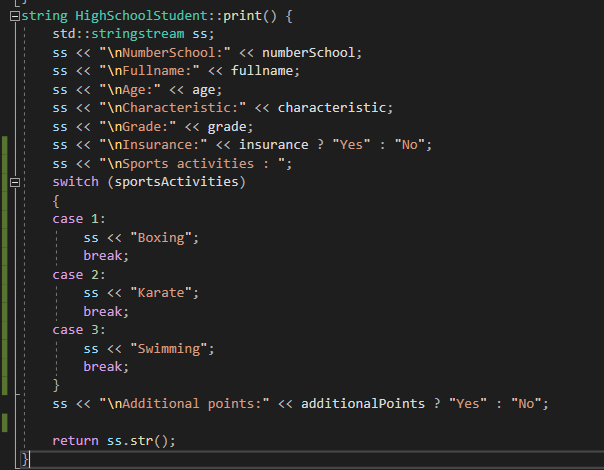 string HighSchoolStudent::print() {
    std::stringstream ss;
    ss << "\nNumberSchool:" << numberSchool;
    ss << "\nFullname:" << fullname;
    ss << "\nAge:" << age;
    ss << "\nCharacteristic:" << characteristic;
    ss << "\nGrade:" << grade;
    ss << "\nInsurance:" << insurance ? "Yes" : "No";
    ss << "\nSports activities : ";
    switch (sportsActivities)
    {
    case 1:
        ss << "Boxing";
        break;
    case 2:
        ss << "Karate";
        break;
    case 3:
        ss << "Swimming";
        break;
    }
    ss << "\nAdditional points:" << additionalPoints ? "Yes" : "No";

    return ss.str();
}